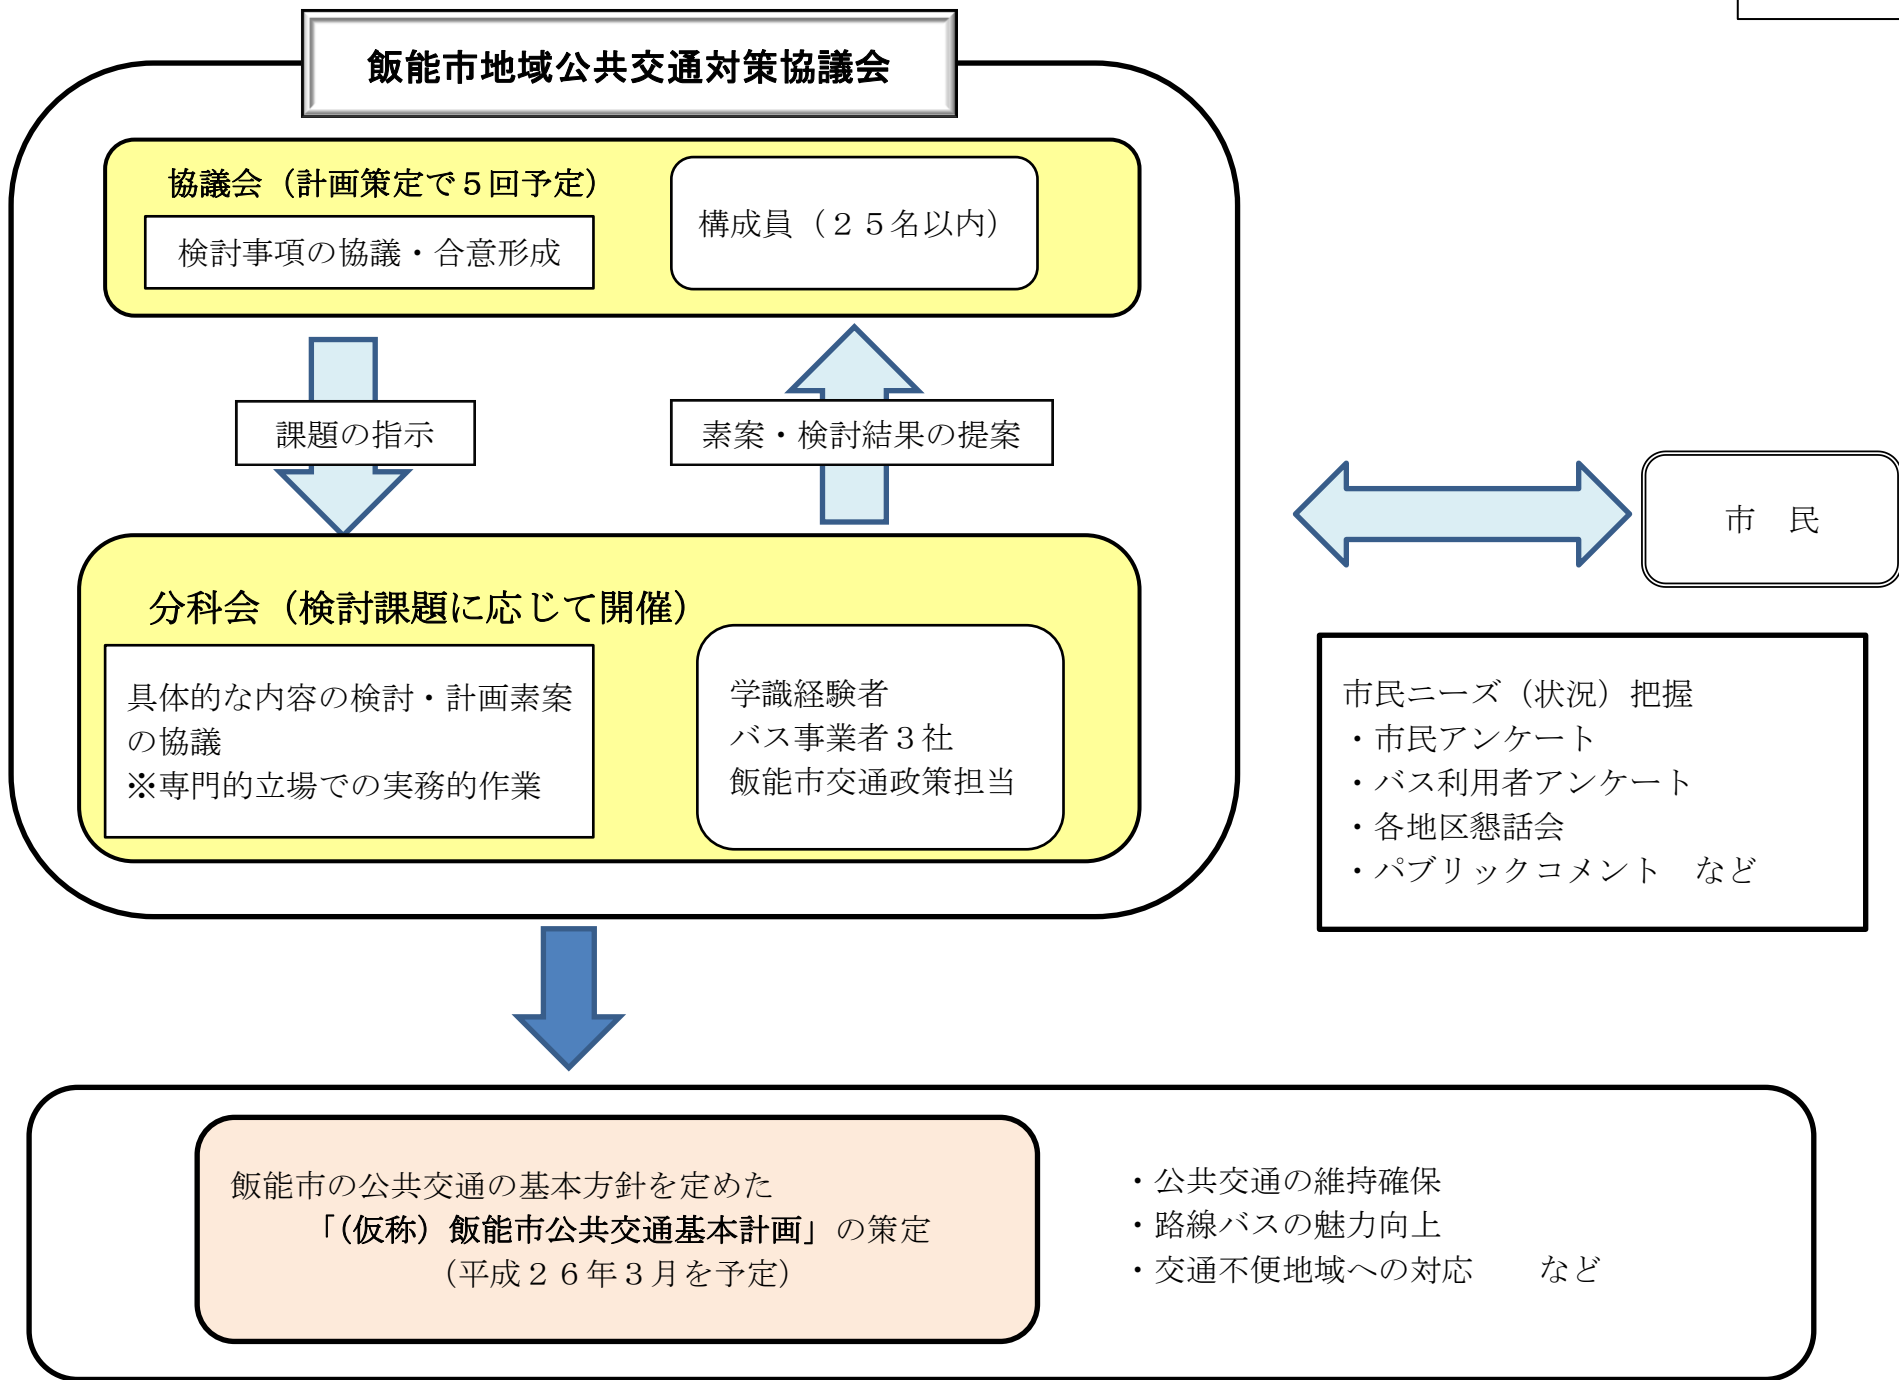 飯能市地域公共交通対策協議会
協議会（計画策定で５回予定）
検討事項の協議・合意形成
構成員（２５名以内）
課題の指示
素案・検討結果の提案
分科会（検討課題に応じて開催）
具体的な内容の検討・計画素案
の協議
※専門的立場での実務的作業
学識経験者
バス事業者３社
飯能市交通政策担当
市　民
市民ニーズ（状況）把握
・市民アンケート
・バス利用者アンケート
・各地区懇話会
・パブリックコメント　など
飯能市の公共交通の基本方針を定めた
「（仮称）飯能市公共交通基本計画」の策定
（平成２６年３月を予定）
・公共交通の維持確保
・路線バスの魅力向上
・交通不便地域への対応　　など